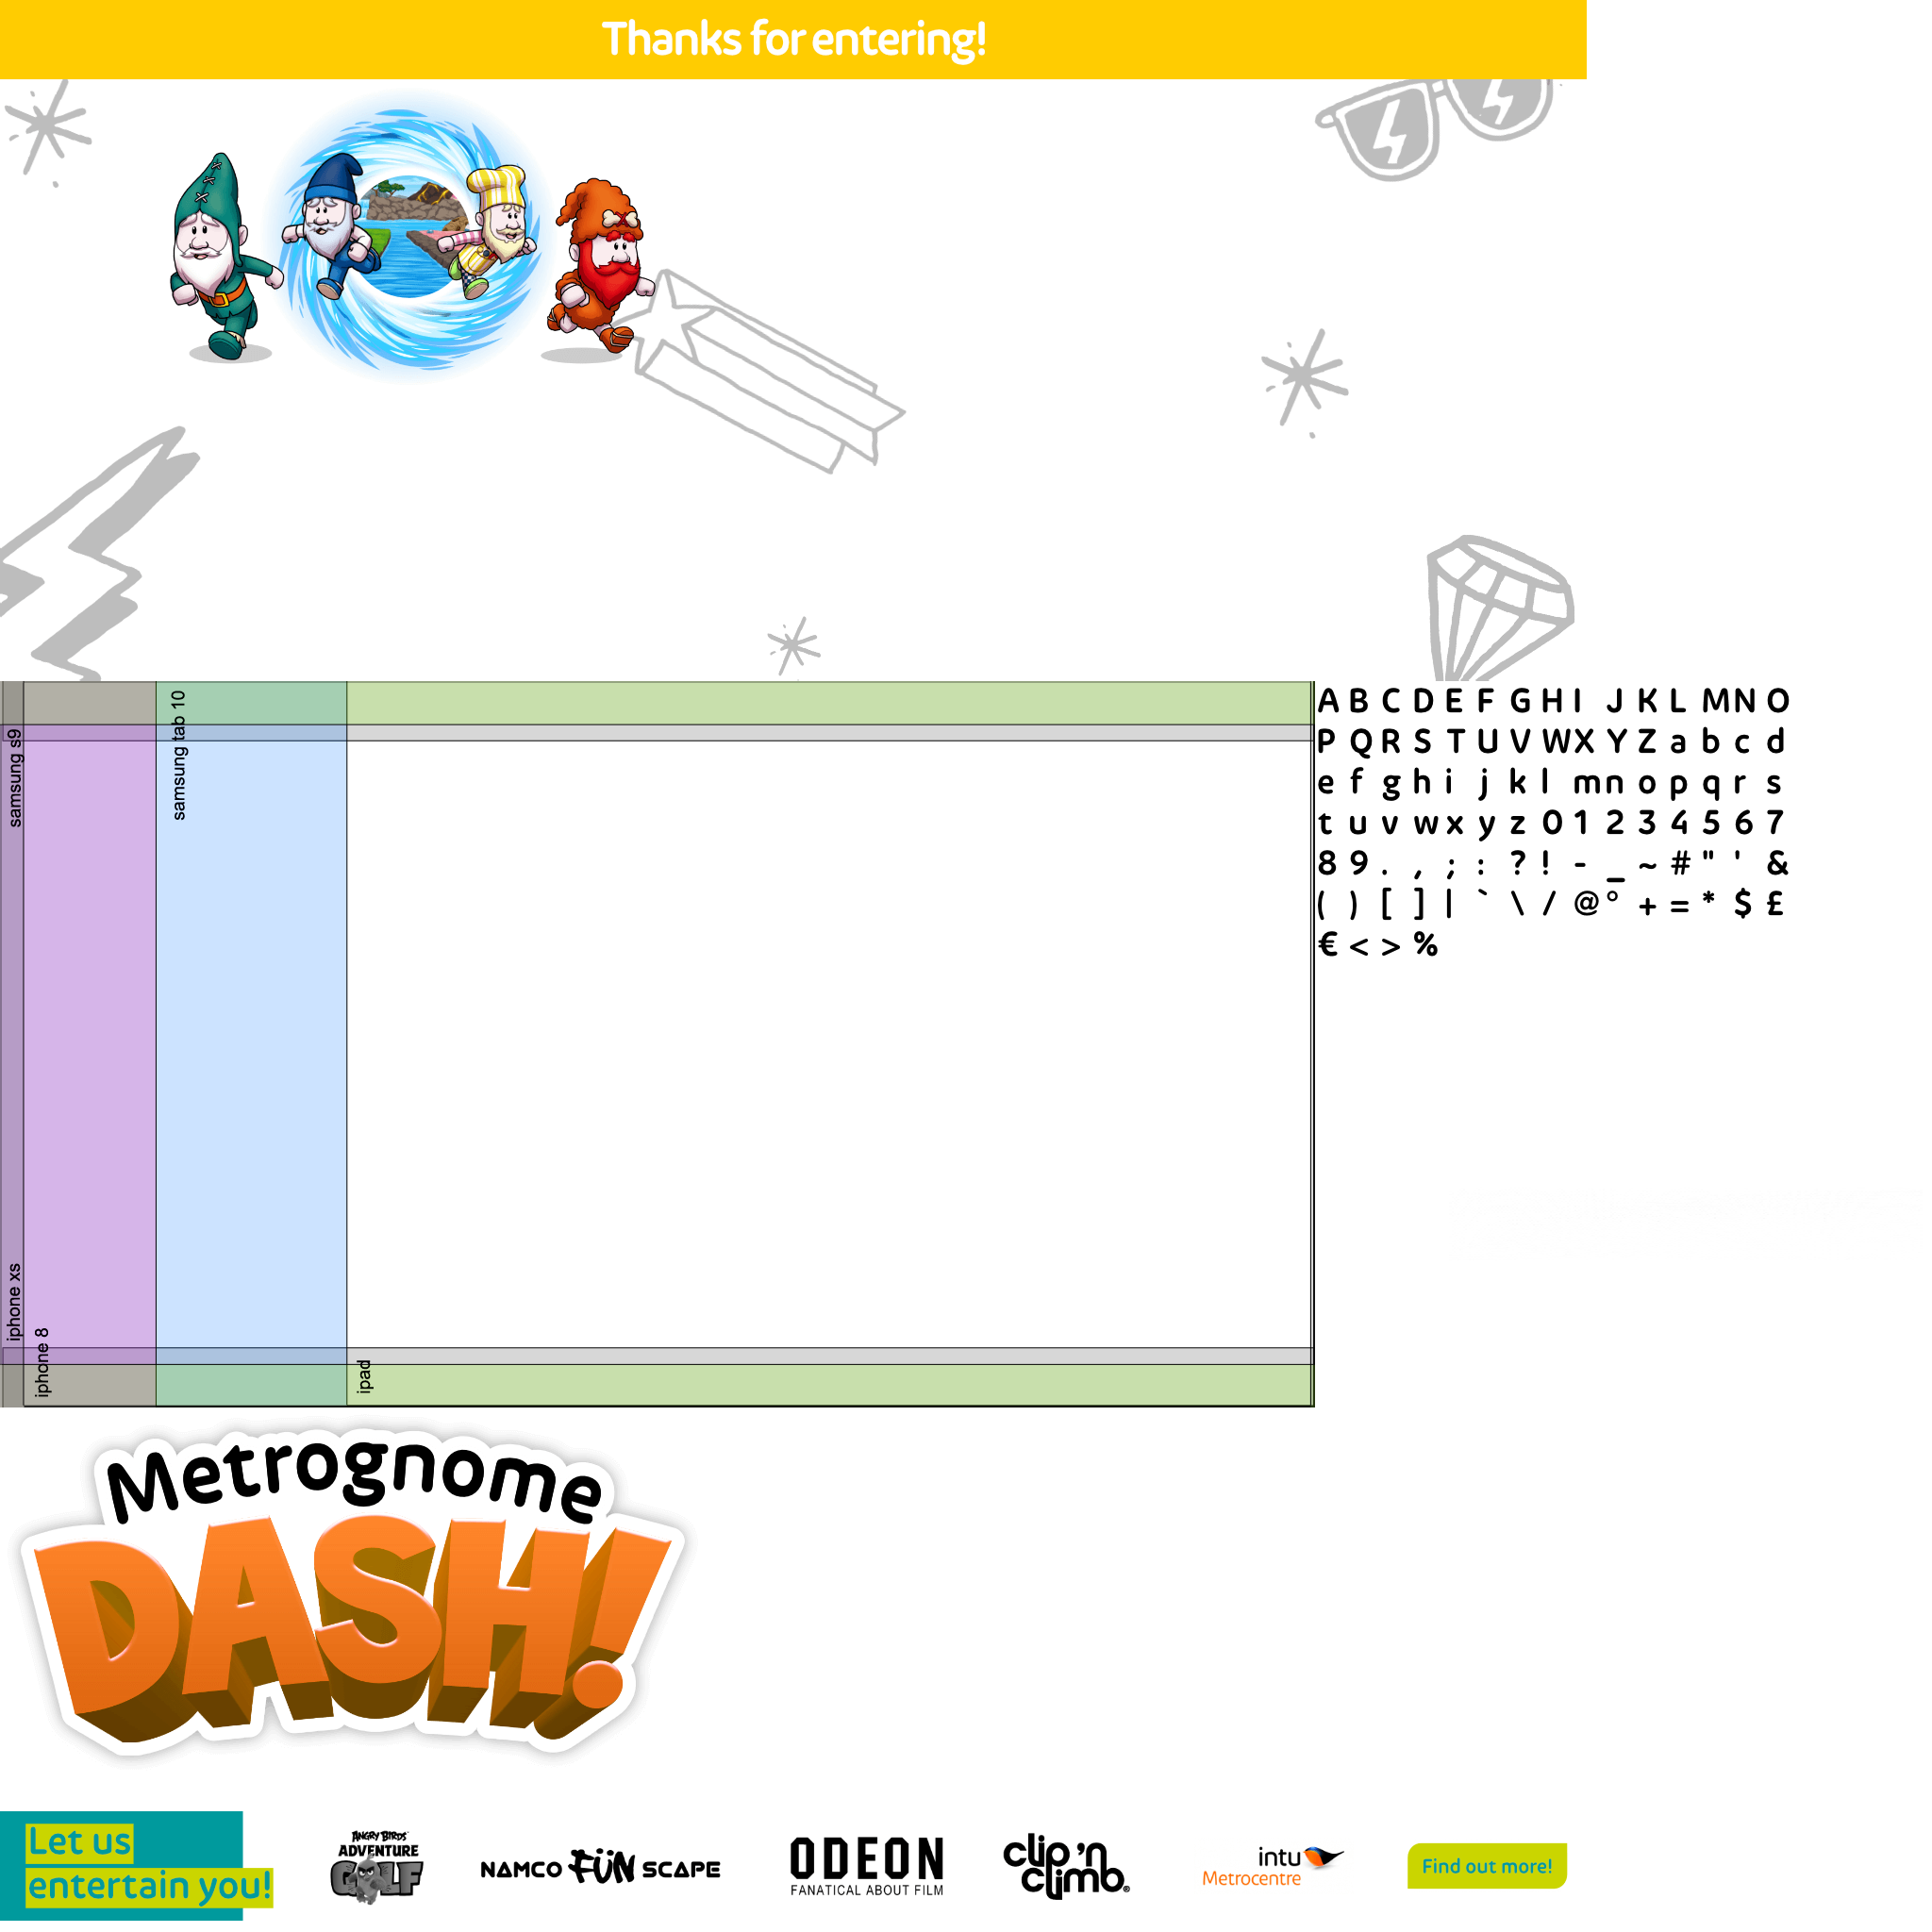 Thanks for entering!
samsung s9
samsung tab 10
iphone xs
iphone 8
ipad
A B C D E F G H I J K L M N O
P Q R S T U V W X Y Z a b c d
e f g h i j k l m n o p q r s
t u v w x y z 0 1 2 3 4 5 6 7
8 9 . , ; : ? ! - _ ~ # " ' &
( ) [ ] | ` \ / @ ° + = * $ £
€ < > %
Metrognome
DASH!
Let us
entertain you!
ANGRY BIRDS
ADVENTURE
GOLF
NAMCO FUN SCAPE
ODEON
FANATICAL ABOUT FILM
clip 'n
climb®
intu
Metrocentre
Find out more!